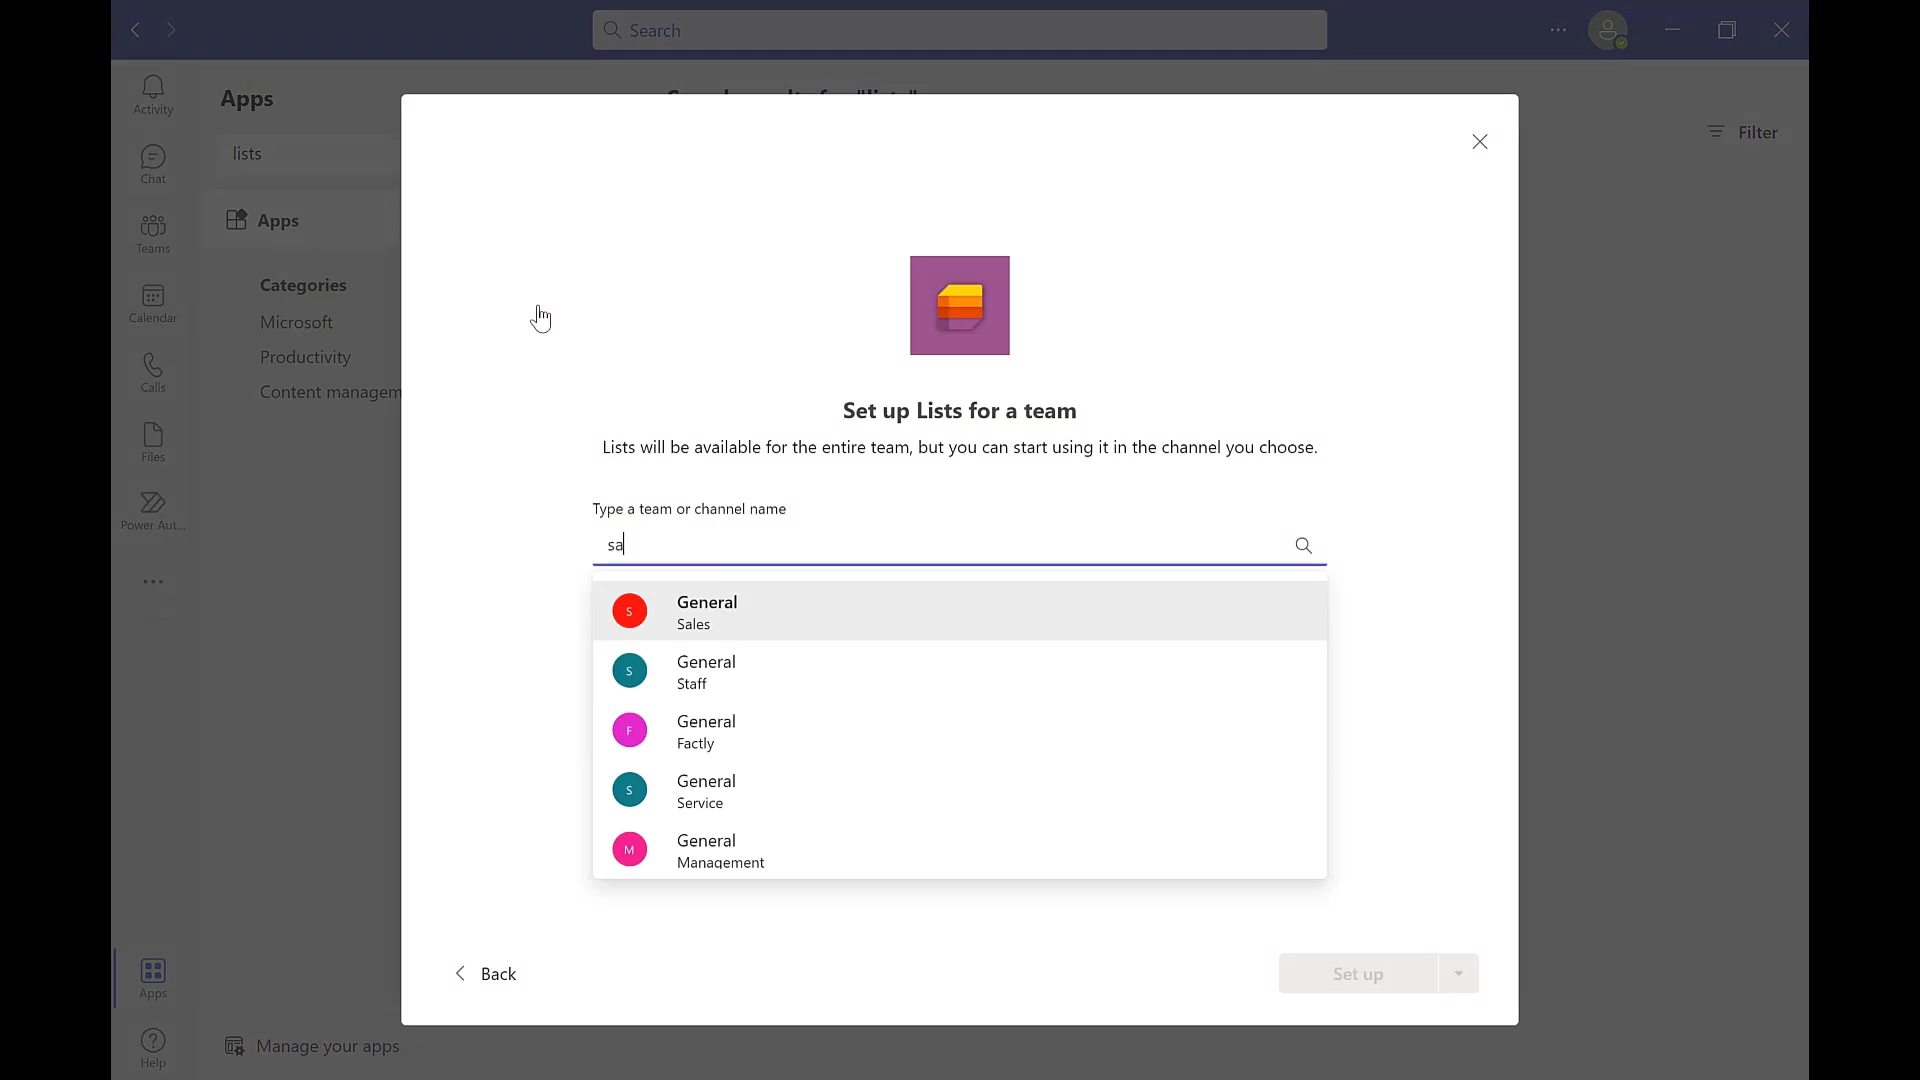 Search
Activity
Chat
Teams
Calendar
Calls
Files
Power Aut...
Apps
Help
Apps
lists
Apps
Categories
Microsoft
Productivity
Content managem
Manage your apps
Filter
Set up Lists for a team
Lists will be available for the entire team, but you can start using it in the channel you choose.
Type a team or channel name
sa
S
General
Sales
S
General
Staff
F
General
Factly
S
General
Service
M
General
Management
Back
Set up